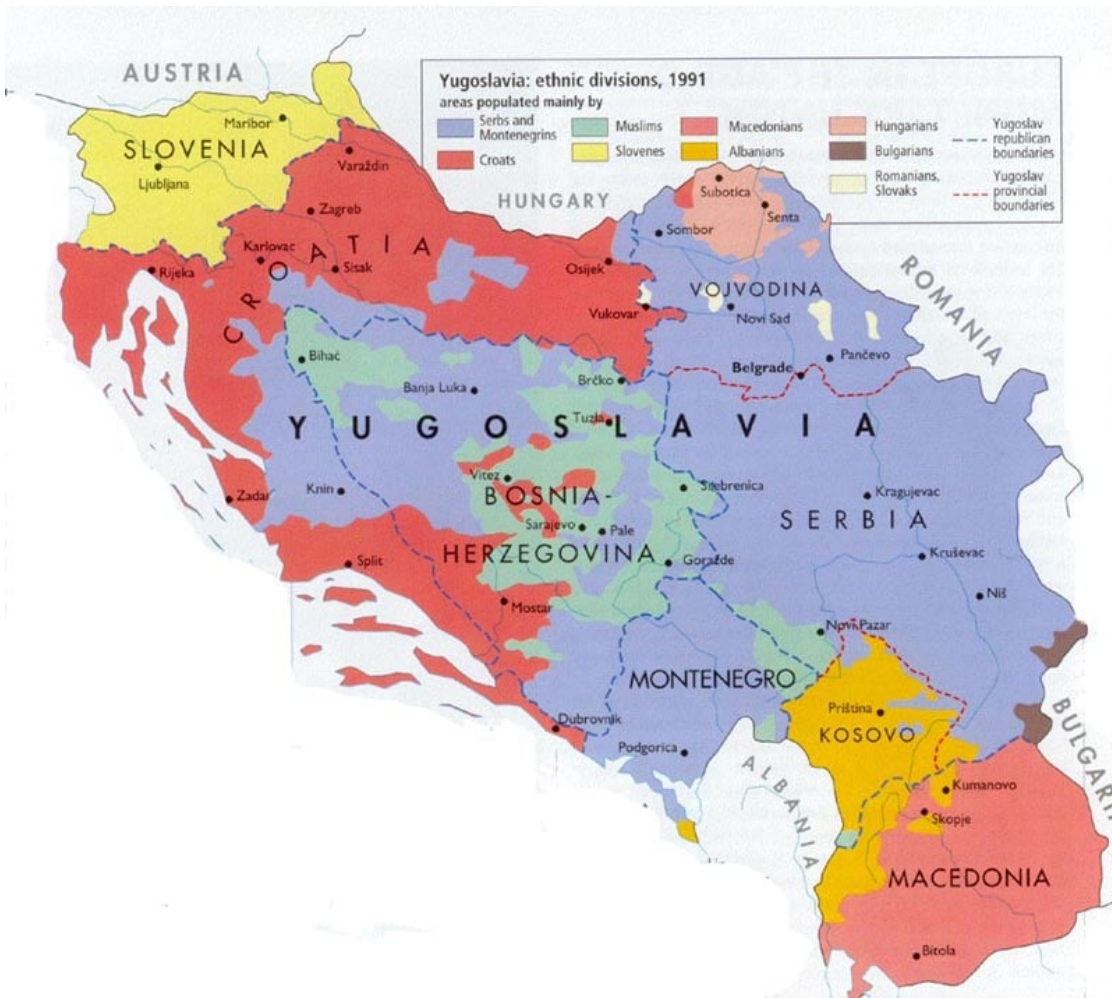 AUSTRIA
Yugoslavia: ethnic divisions, 1991
areas populated mainly by
Serbs and
Montenegrins
Croats
Muslims
Slovenes
Macedonians
Albanians
Hungarians
Bulgarians
Romanians,
Slovaks
Yugoslav
republican
boundaries
Yugoslav
provincial
boundaries
Maribor
SLOVENIA
Ljubljana
Varaždin
HUNGARY
Subotica
Senta
Zagreb
Sombor
CROATIA
Karlovac
Rijeka
Sisak
Osijek
ROMANIA
VOJVODINA
Vukovar
Novi Sad
Bihać
Pančevo
Belgrade
Banja Luka
Brčko
Tuzla
YUGOSLAVIA
Vitez
Knin
Zadar
BOSNIA-
Srebrenica
Kragujevac
SERBIA
Sarajevo
Pale
HERZEGOVINA
Goražde
Kruševac
Split
Niš
Mostar
Novi Pazar
MONTENEGRO
Priština
KOSOVO
BULGARIA
Dubrovnik
Podgorica
ALBANIA
Kumanovo
Skopje
MACEDONIA
Bitola